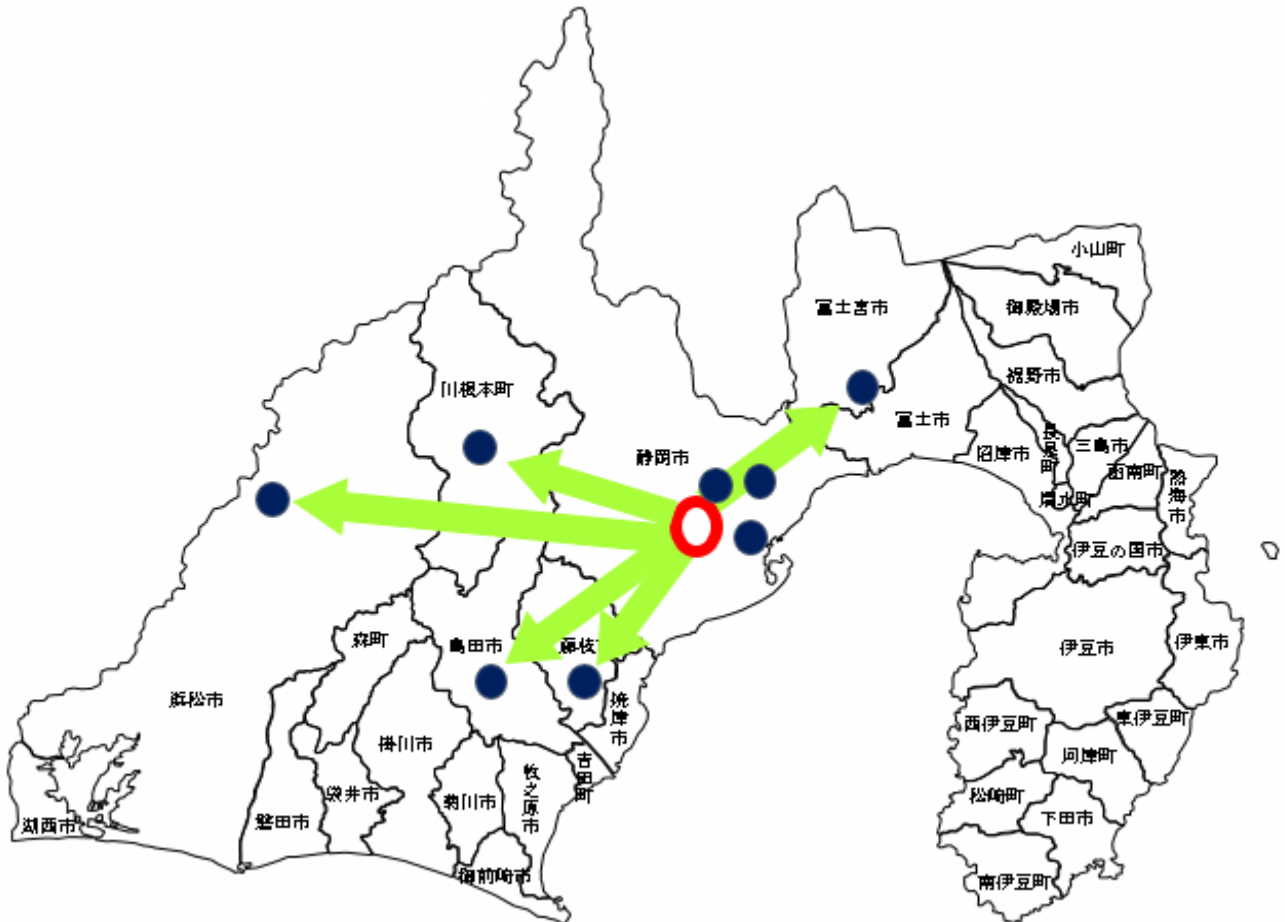 小山町
御殿場市
富士宮市
裾野市
川根本町
富士市
沼津市
長泉町
三島市
函南町
熱海市
静岡市
清水町
伊豆の国市
森町
島田市
藤枝
伊豆市
伊東市
浜松市
焼津市
掛川市
西伊豆町
東伊豆町
河津町
吉田町
牧之原市
袋井市
菊川市
松崎町
下田市
磐田市
湖西市
御前崎市
南伊豆町